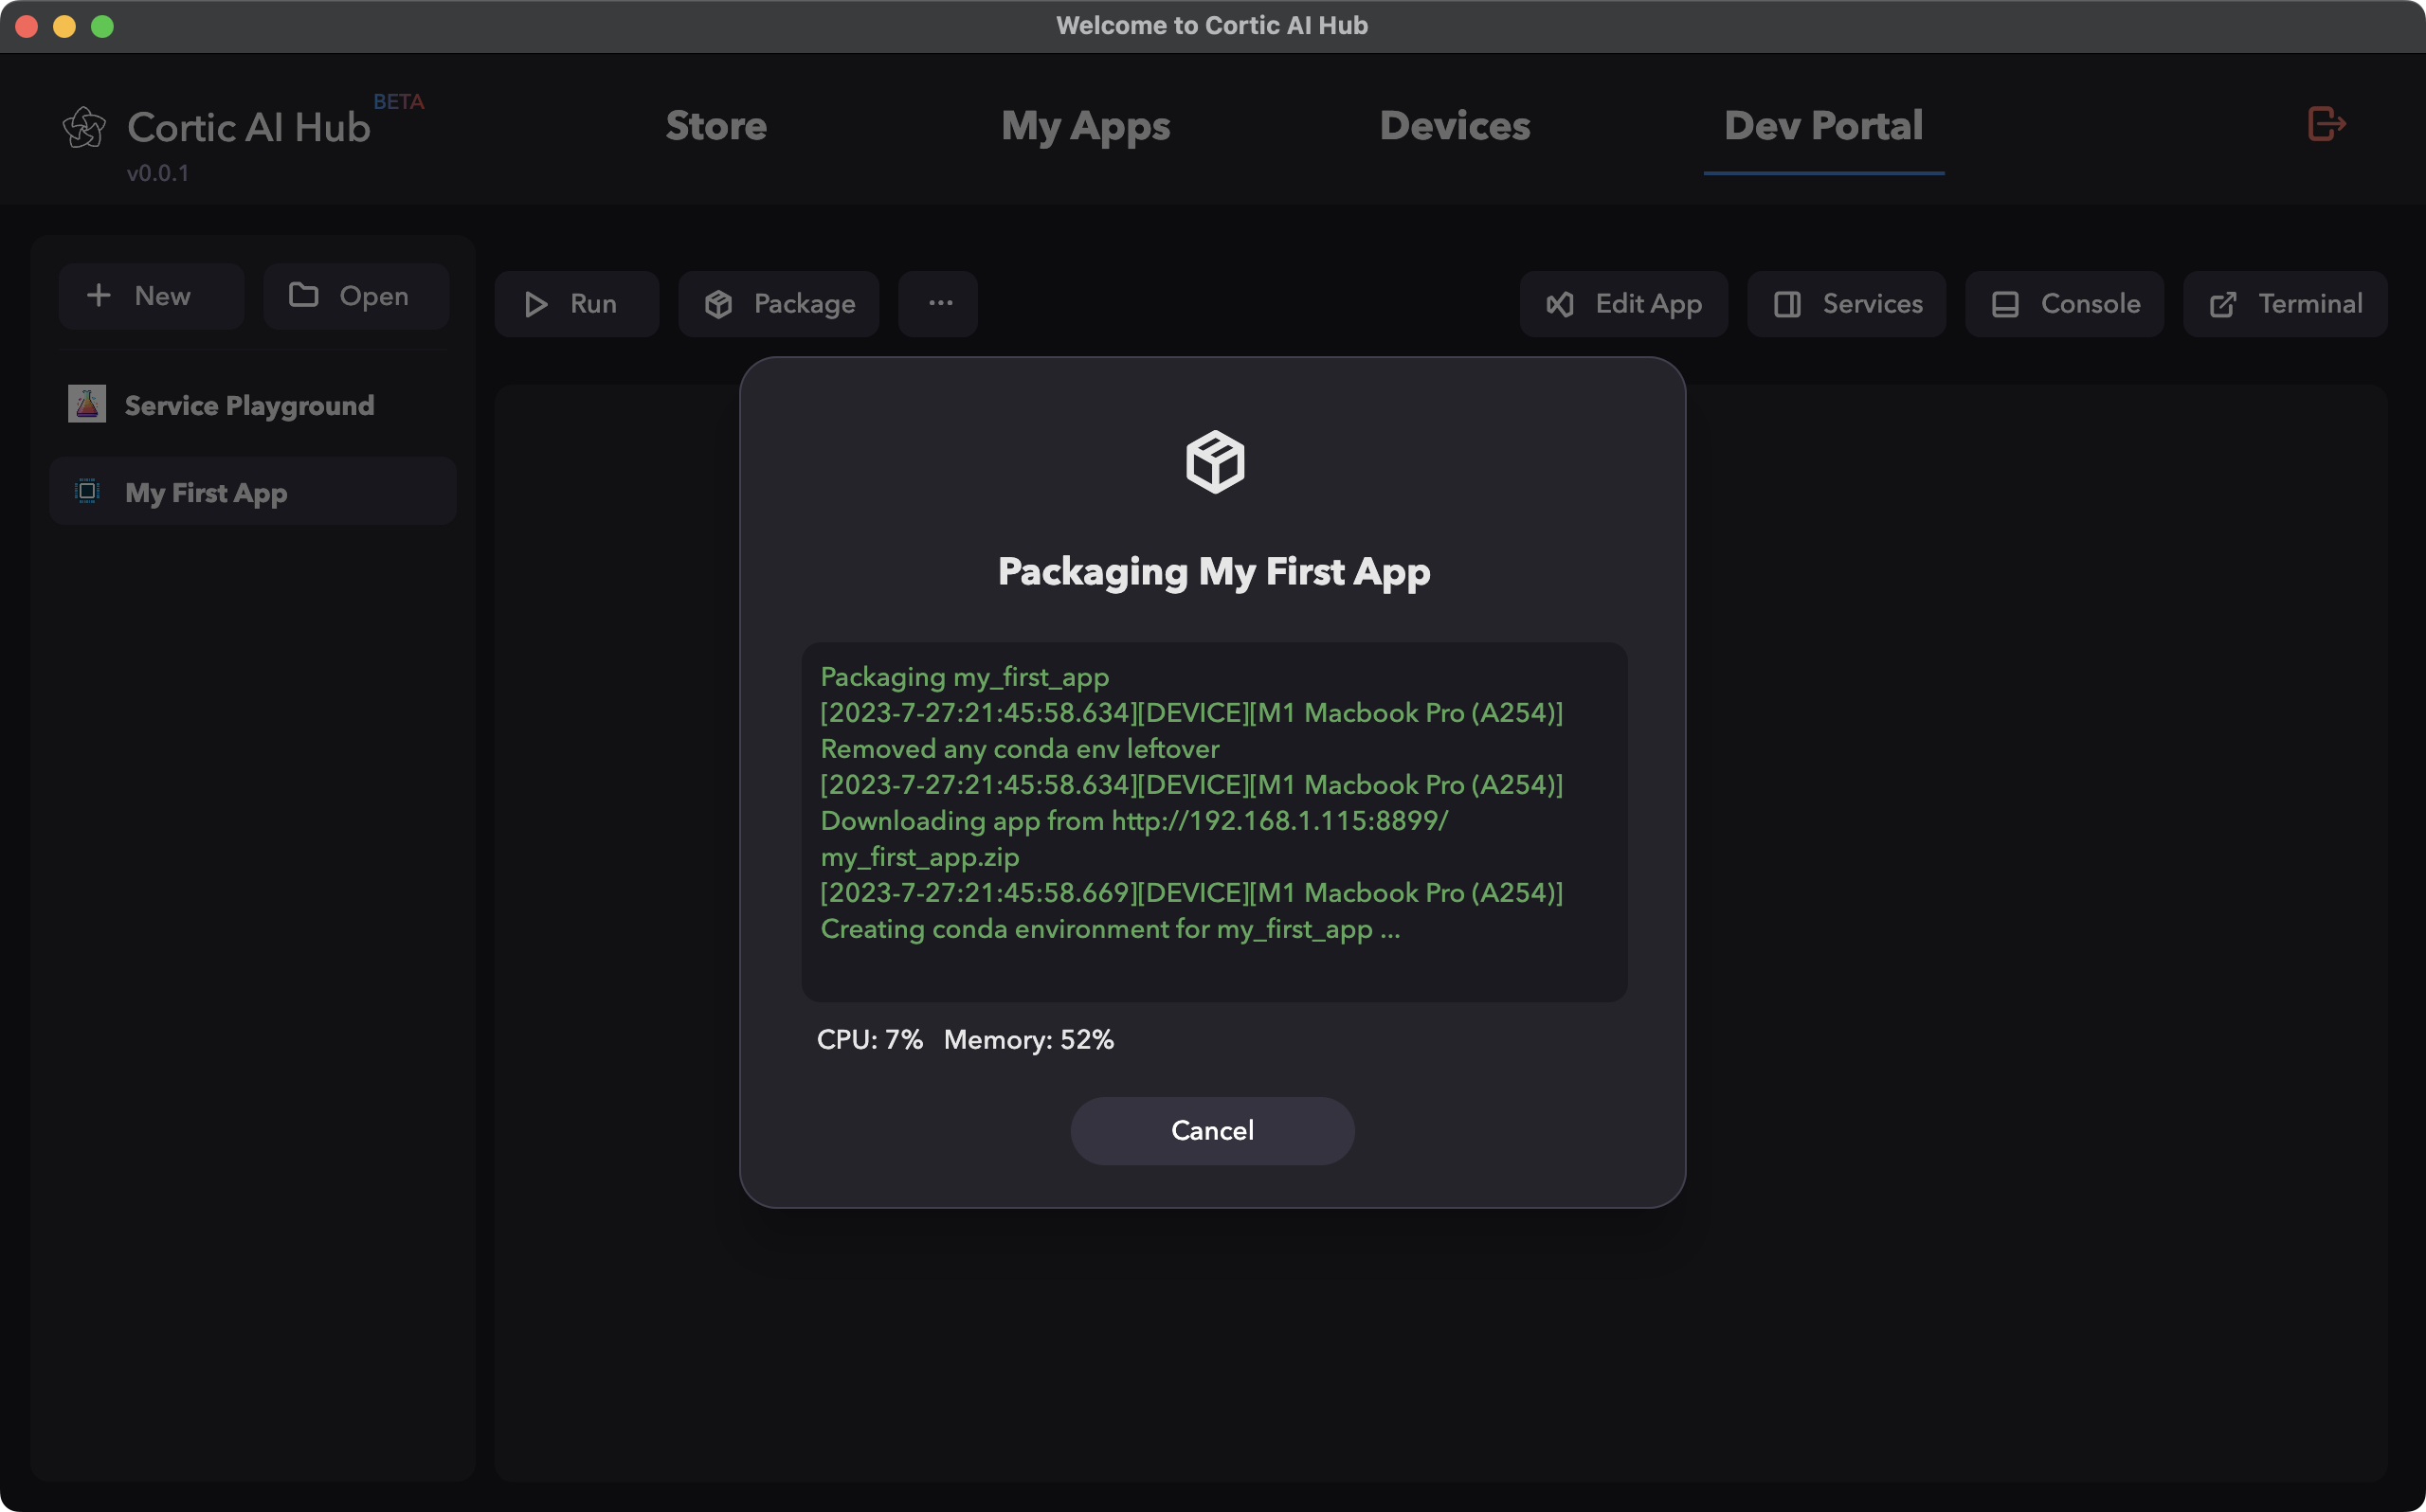 Welcome to Cortic AI Hub
Cortic AI Hub BETA
v0.0.1
Store
My Apps
Devices
Dev Portal
New
Open
Run
Package
...
Edit App
Services
Console
Terminal
Service Playground
My First App
Packaging My First App
Packaging my_first_app
[2023-7-27:21:45:58.634][DEVICE][M1 Macbook Pro (A254)]
Removed any conda env leftover
[2023-7-27:21:45:58.634][DEVICE][M1 Macbook Pro (A254)]
Downloading app from http://192.168.1.115:8899/
my_first_app.zip
[2023-7-27:21:45:58.669][DEVICE][M1 Macbook Pro (A254)]
Creating conda environment for my_first_app ...
CPU: 7% Memory: 52%
Cancel